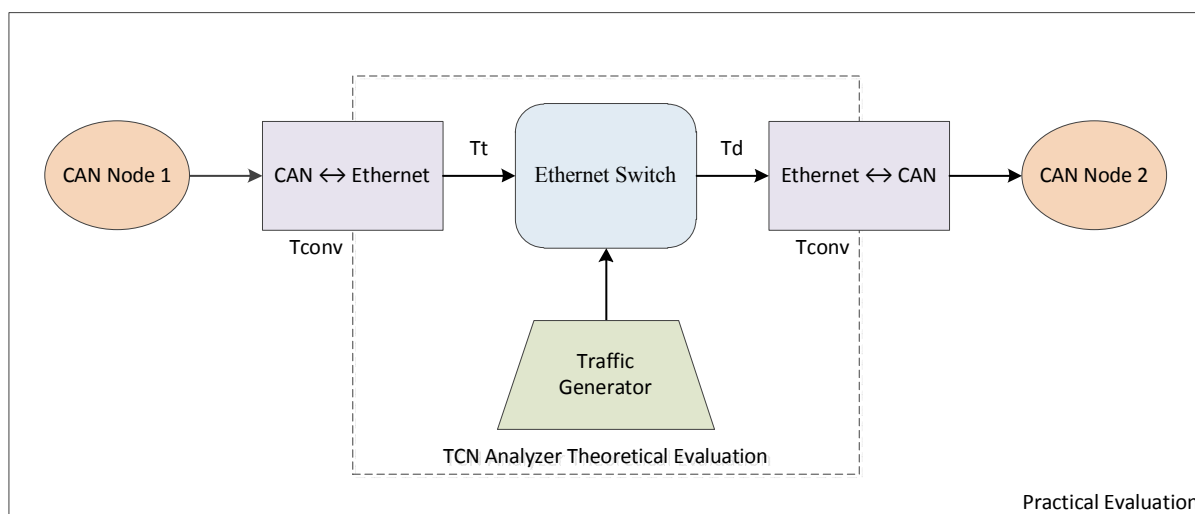 CAN Node 1
CAN ↔ Ethernet
Tconv
Tt
Ethernet Switch
Td
Ethernet ↔ CAN
Tconv
CAN Node 2
Traffic
Generator
TCN Analyzer Theoretical Evaluation
Practical Evaluation